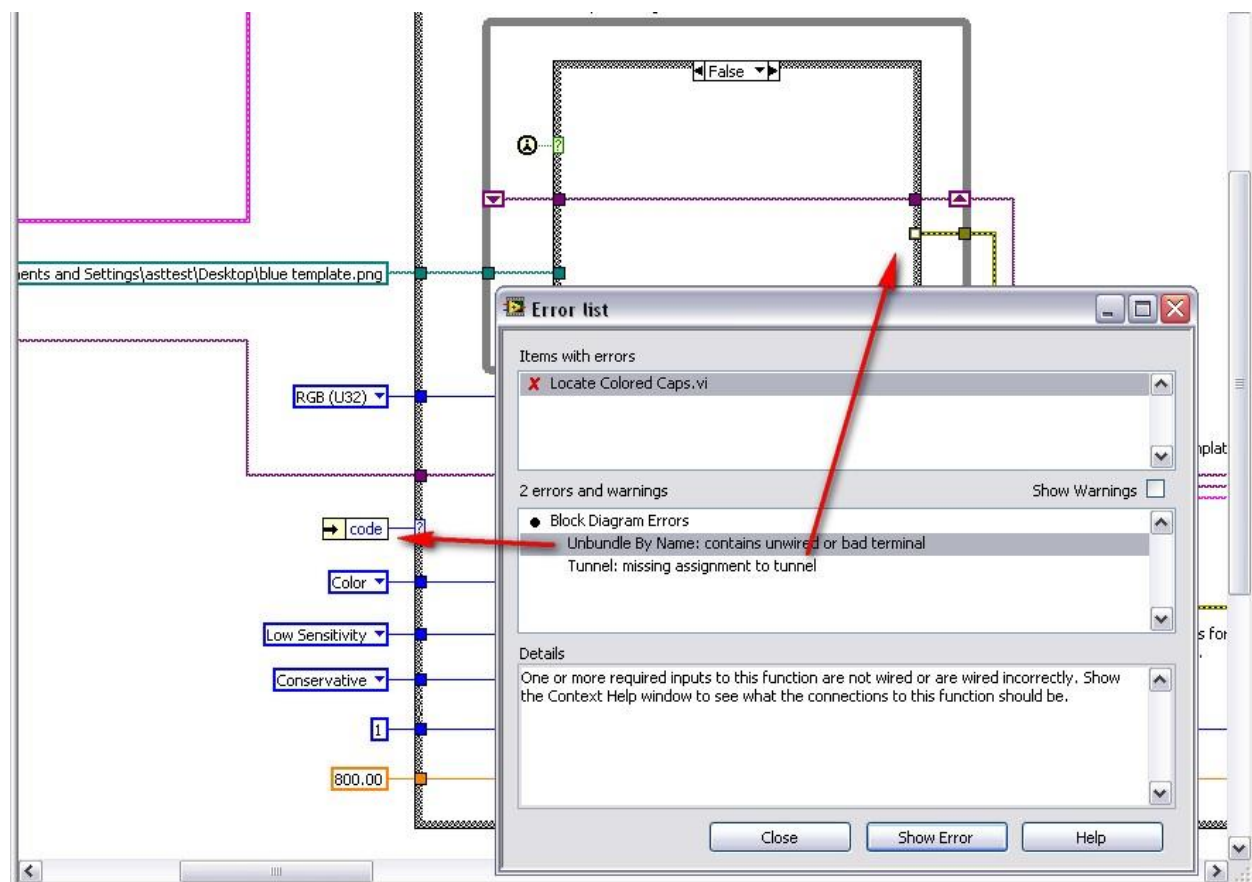 False
?
ments and Settings\asttest\Desktop\blue template.png
Error list
Items with errors
Locate Colored Caps.vi
RGB (U32)
2 errors and warnings
Show Warnings
code
?
Block Diagram Errors
Unbundle By Name: contains unwired or bad terminal
Tunnel: missing assignment to tunnel
Color
Low Sensitivity
s for
Details
Conservative
One or more required inputs to this function are not wired or are wired incorrectly. Show
the Context Help window to see what the connections to this function should be.
1
800.00
Close
Show Error
Help